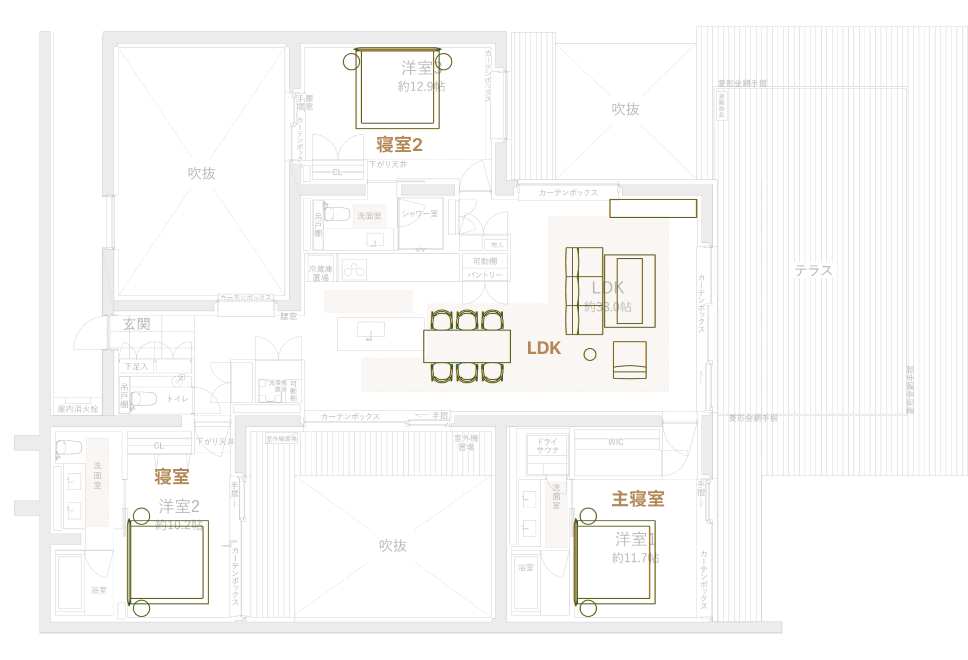 洋室3
約12.9帖
カーテンボックス
寝室2
手摺
腰窓
カーテンボックス
下がり天井
CL
吹抜
吹抜
菱形金網手摺
避難器具
テラス
カーテンボックス
吊戸棚
洗面室
シャワー室
物入
冷蔵庫置場
可動棚
パントリー
LDK
約33.0帖
LDK
カーテンボックス
カーテンボックス
腰窓
玄関
下足入
吊戸棚
トイレ
洗濯機置場
可動棚
屋内消火栓
カーテンボックス
手摺
菱形金網手摺
菱形金網手摺
CL
下がり天井
洗面室
寝室
洋室2
約10.2帖
手摺
カーテンボックス
浴室
室外機置場
室外機置場
吹抜
ドライサウナ
WIC
洗面室
主寝室
洋室1
約11.7帖
手摺
カーテンボックス
浴室